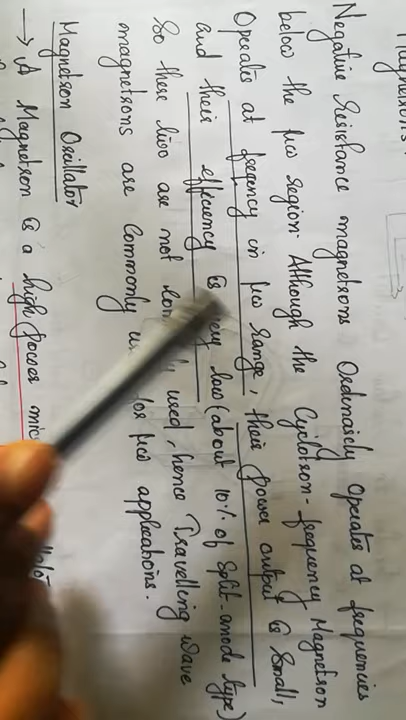 Magnetrons:
Negative Resistance magnetrons Ordinarily Operates at frequencies
below the μw region. Although the Cyclotron-frequency Magnetron
Operates at freqency in μw range, their power output is small,
and their efficiency is very low (about 10% of split-anode type)
So these two are not used, hence Travelling wave
magnetrons are Commonly for μw applications.
Magnetron Oscillator
→ A Magnetron is a high power